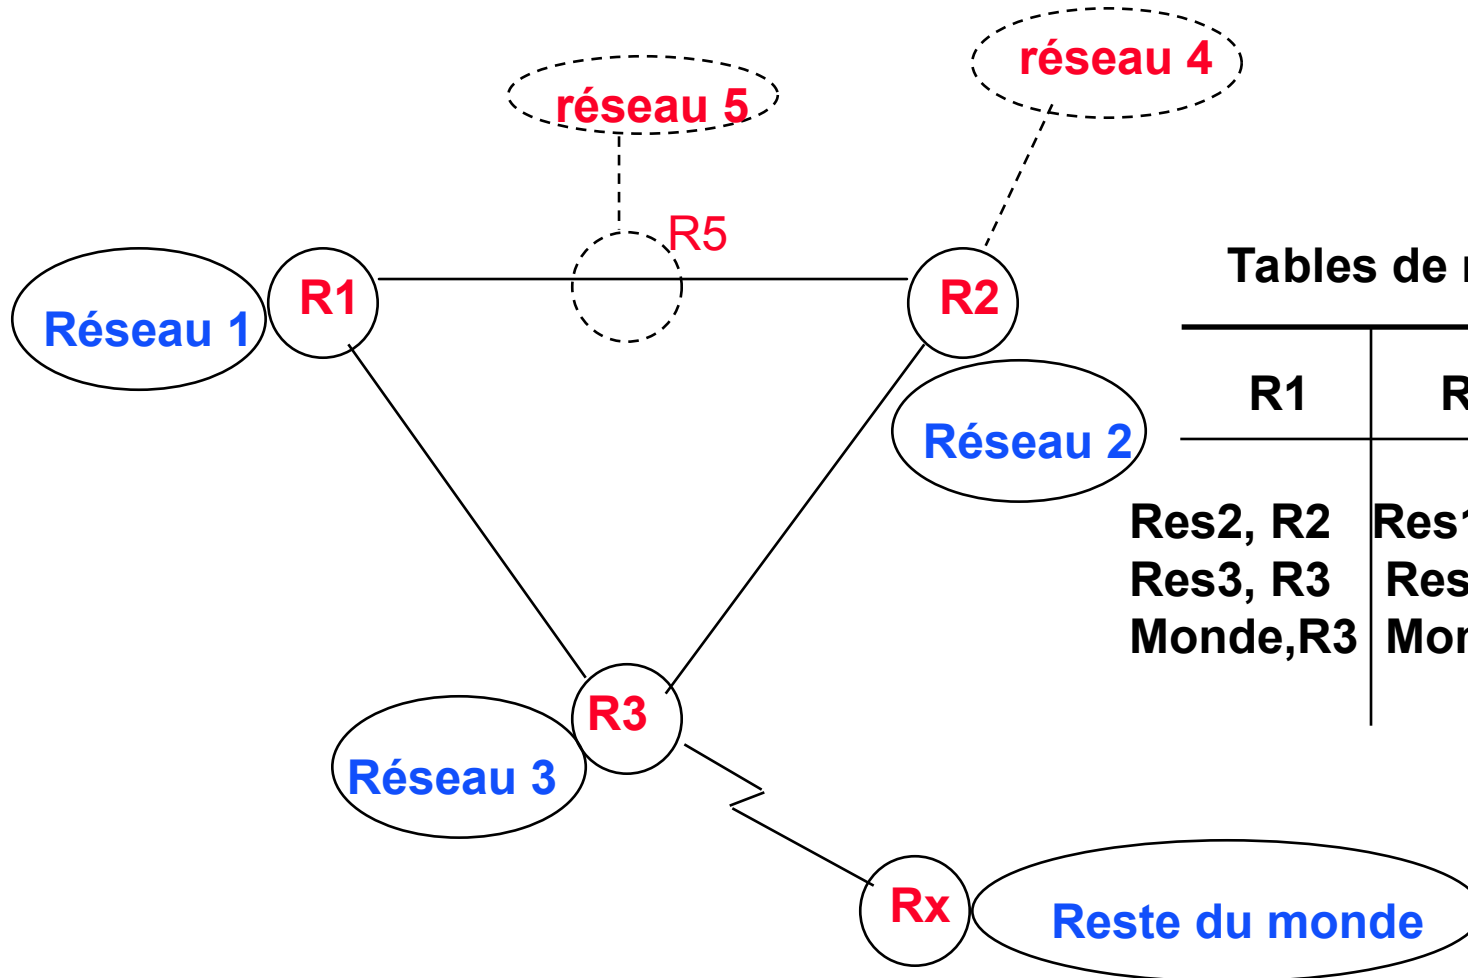 réseau 4
réseau 5
R5
R1
R2
Réseau 1
Tables de
R1
Réseau 2
Res2, R2
Res3, R3
Monde,R3
R3
Réseau 3
Rx
Reste du monde